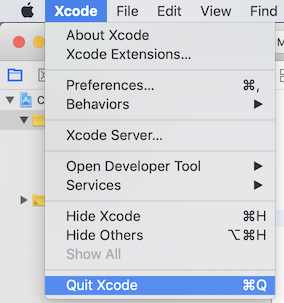 Xcode File Edit View Find
About Xcode
Xcode Extensions...
Preferences... ⌘,
Behaviors ▶
Xcode Server...
Open Developer Tool ▶
Services ▶
Hide Xcode ⌘H
Hide Others ⌥⌘H
Show All
Quit Xcode ⌘Q